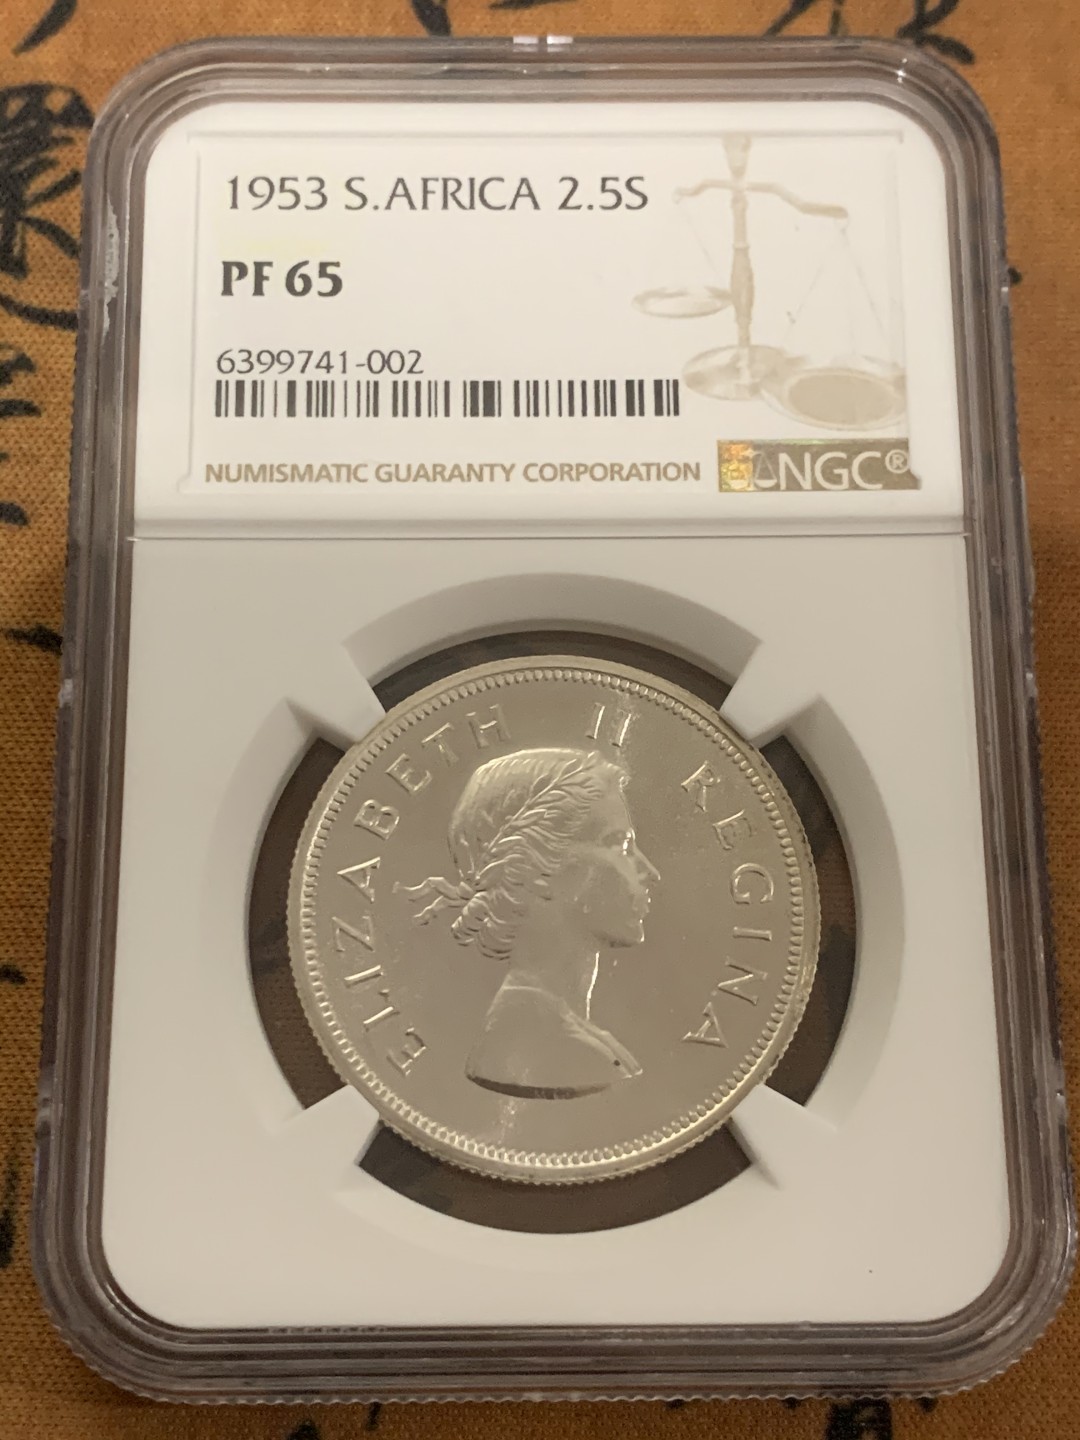 1953 S.AFRICA 2.5S
PF 65
6399741-002
NUMISMATIC GUARANTY CORPORATION
NGC®
ELIZABETH II REGINA